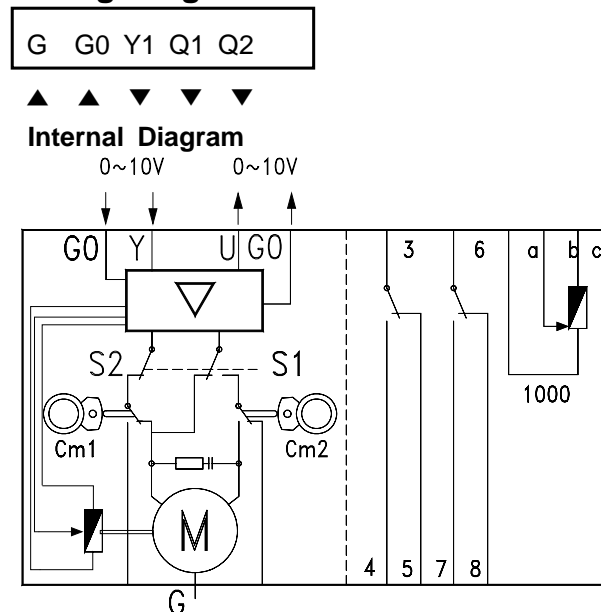 G G0 Y1 Q1 Q2
Internal Diagram
0~10V 0~10V
G0 Y U G0 3 6 a b c
S2 S1
1000
Cm1 Cm2
M
4 5 7 8
G